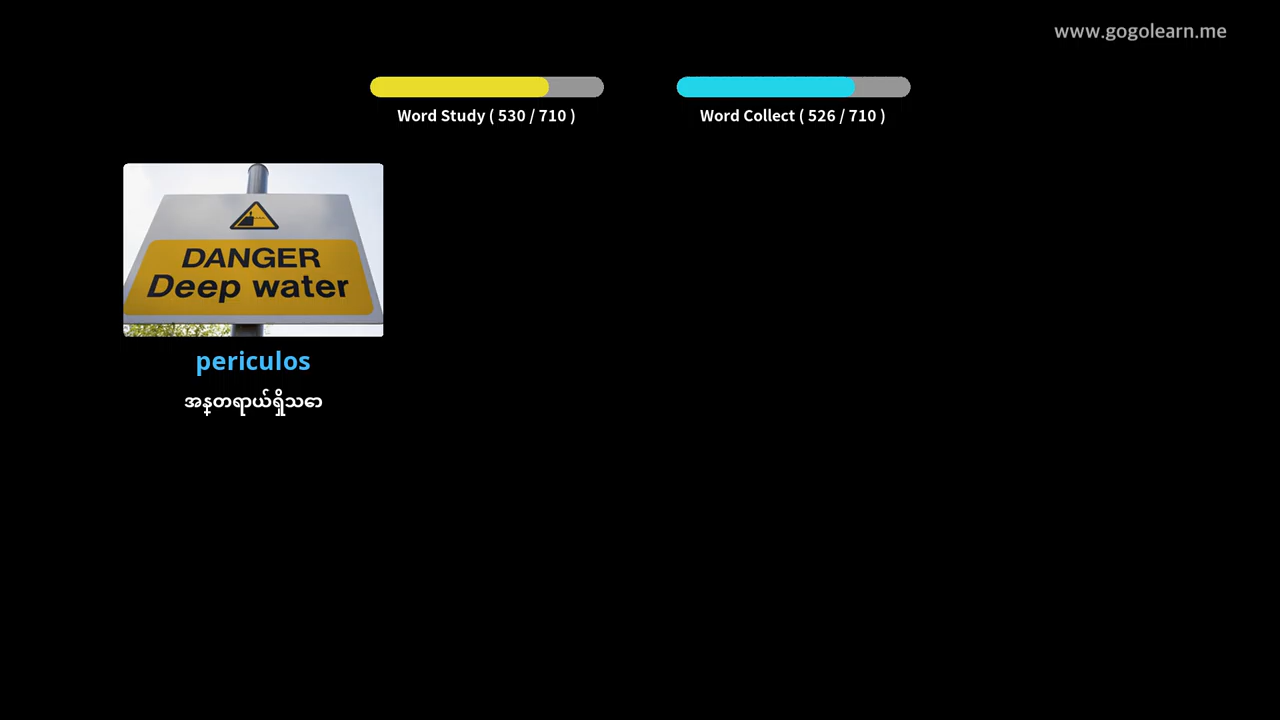 www.gogolearn.me
Word Study ( 530 / 710 )
Word Collect ( 526 / 710 )
DANGER
Deep water
periculos
အန္တရာယ်ရှိသော